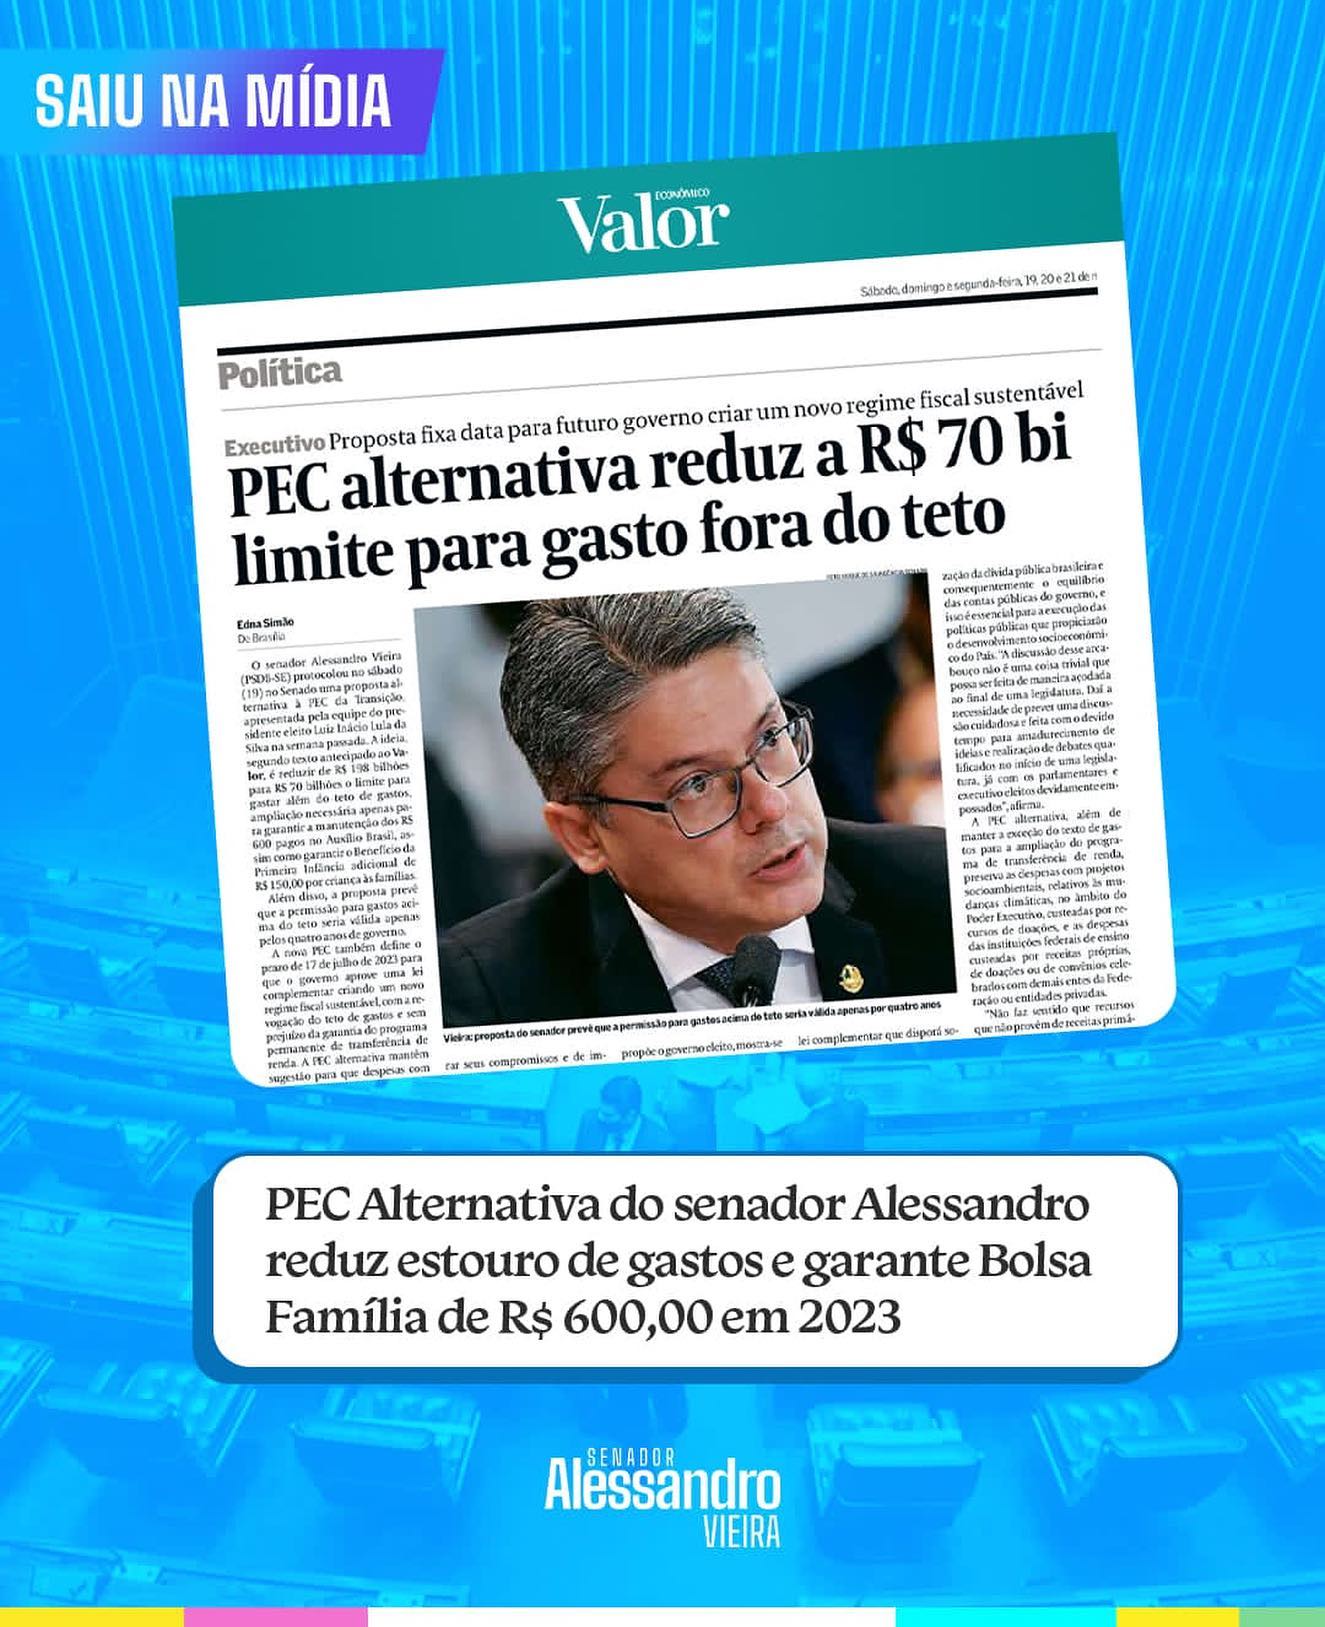 SAIU NA MÍDIA
ECONÔMICO
Valor
Sábado, domingo e segunda-feira, 19, 20 e 21 de
Política
Executivo Proposta fixa data para futuro governo criar um novo regime fiscal sustentável
PEC alternativa reduz a R$ 70 bi
limite para gasto fora do teto
Edna Simão
De Brasília
O senador Alessandro Vieira
(PSDB-SE) protocolou no sábado
(19) no Senado uma proposta al-
ternativa à PEC da Transição,
apresentada pela equipe do pre-
sidente eleito Luiz Inácio Lula da
Silva na semana passada. A ideia,
segundo texto antecipado ao Va-
lor, é reduzir de R$ 198 bilhões
para R$ 70 bilhões o limite para
gastar além do teto de gastos,
ampliação necessária apenas pa-
ra garantir a manutenção dos R$
600 pagos no Auxílio Brasil, as-
sim como garantir o Benefício da
Primeira Infância adicional de
R$ 150,00 por criança às famílias.
Além disso, a proposta prevê
que a permissão para gastos aci-
ma do teto seria válida apenas
pelos quatro anos de governo.
A nova PEC também define o
prazo de 17 de julho de 2023 para
que o governo aprove uma lei
complementar criando um novo
regime fiscal sustentável, com a re-
vogação do teto de gastos e sem
prejuízo da garantia do programa
permanente de transferência de
renda. A PEC alternativa mantém
sugestão para que despesas com
Vieira: proposta do senador prevê que a permissão para gastos acima do teto seria válida apenas por quatro anos
rar seus compromissos e de im-
propõe o governo eleito, mostra-se
lei complementar que disporá so-
zação da dívida pública brasileira e
consequentemente o equilíbrio
das contas públicas do governo, e
isso é essencial para a execução das
políticas públicas que propiciarão
o desenvolvimento socioeconômi-
co do País. "A discussão desse arca-
bouço não é uma coisa trivial que
possa ser feita de maneira açodada
ao final de uma legislatura. Daí a
necessidade de prever uma discus-
são cuidadosa e feita com o devido
tempo para amadurecimento de
ideias e realização de debates qua-
lificados no início de uma legisla-
tura, já com os parlamentares e
executivo eleitos devidamente em-
possados", afirma.
A PEC alternativa, além de
manter a exceção do texto de gas-
tos para a ampliação do progra-
ma de transferência de renda,
preserva as despesas com projetos
socioambientais, relativos às mu-
danças climáticas, no âmbito do
Poder Executivo, custeadas por re-
cursos de doações, e as despesas
das instituições federais de ensino
custeadas por receitas próprias,
de doações ou de convênios cele-
brados com demais entes da Fede-
ração ou entidades privadas.
"Não faz sentido que recursos
que não provêm de receitas primá-
PEC Alternativa do senador Alessandro
reduz estouro de gastos e garante Bolsa
Família de R$ 600,00 em 2023
SENADOR
Alessandro
VIEIRA